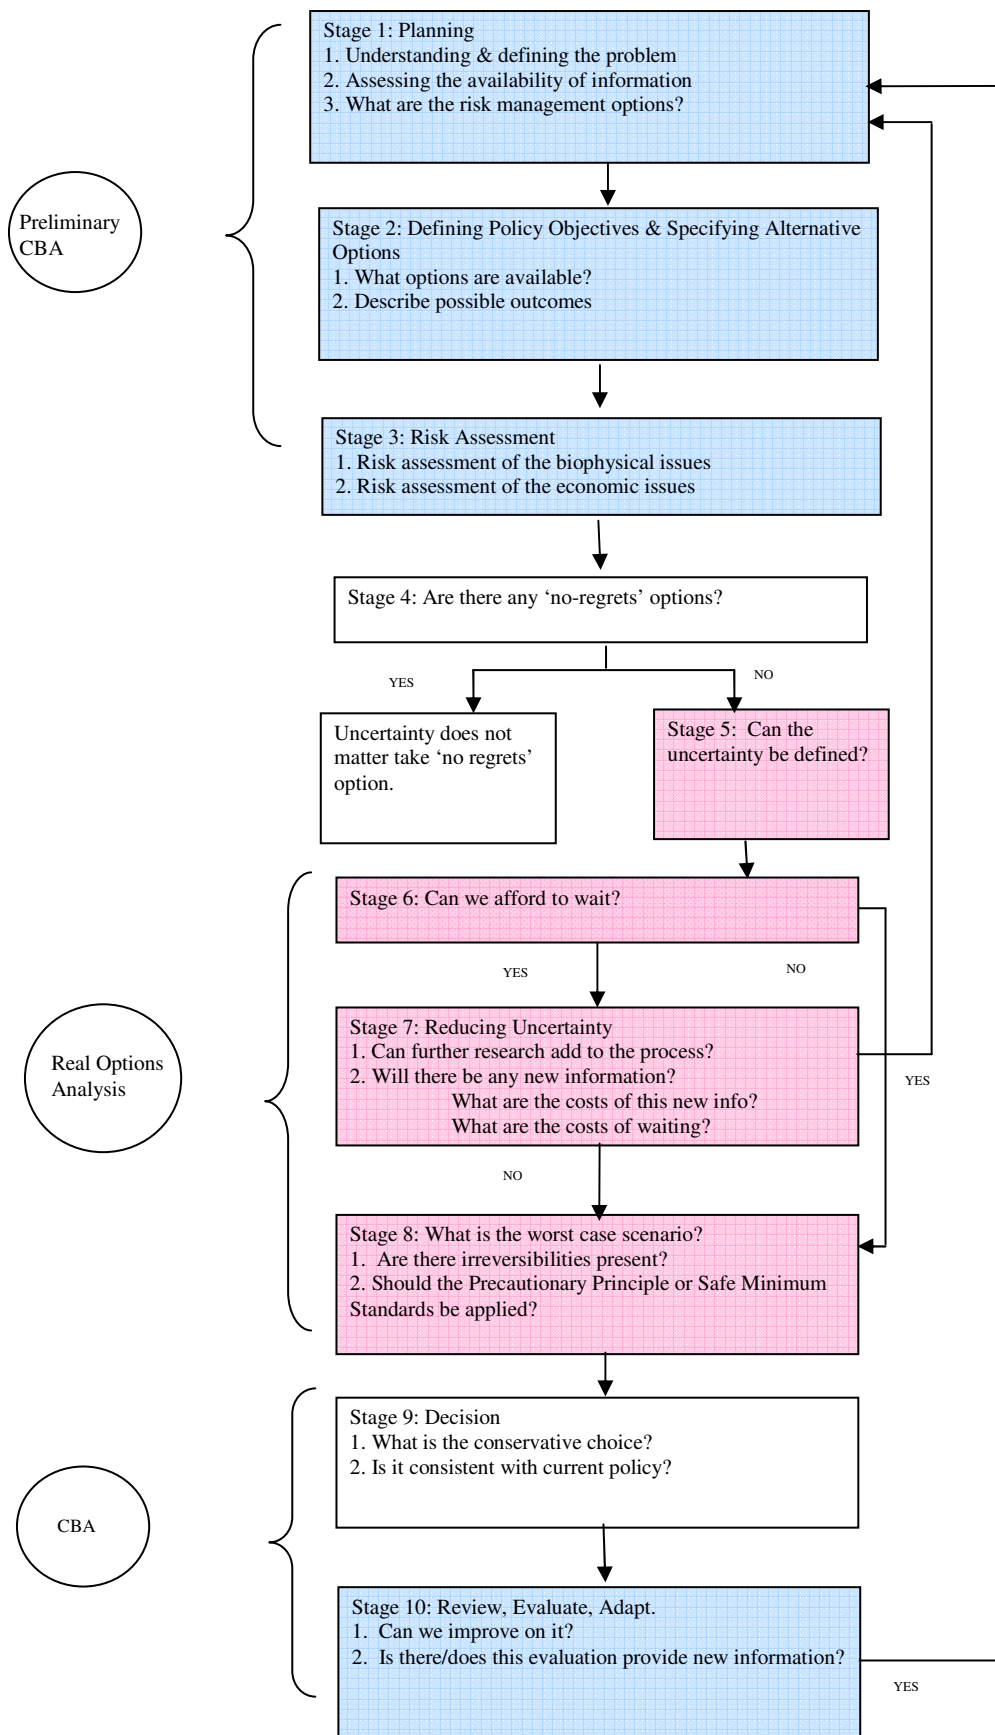 Stage 1: Planning
1. Understanding & defining the problem
2. Assessing the availability of information
3. What are the risk management options?
Preliminary
CBA
Stage 2: Defining Policy Objectives & Specifying Alternative
Options
1. What options are available?
2. Describe possible outcomes
Stage 3: Risk Assessment
1. Risk assessment of the biophysical issues
2. Risk assessment of the economic issues
Stage 4: Are there any ‘no-regrets’ options?
YES
NO
Uncertainty does not
matter take ‘no regrets’
option.
Stage 5:  Can the
uncertainty be defined?
Stage 6: Can we afford to wait?
YES
NO
Real Options
Analysis
Stage 7: Reducing Uncertainty
1. Can further research add to the process?
2. Will there be any new information?
What are the costs of this new info?
What are the costs of waiting?
YES
NO
Stage 8: What is the worst case scenario?
1.  Are there irreversibilities present?
2. Should the Precautionary Principle or Safe Minimum
Standards be applied?
Stage 9: Decision
1. What is the conservative choice?
2. Is it consistent with current policy?
CBA
Stage 10: Review, Evaluate, Adapt.
1.  Can we improve on it?
2.  Is there/does this evaluation provide new information?
YES